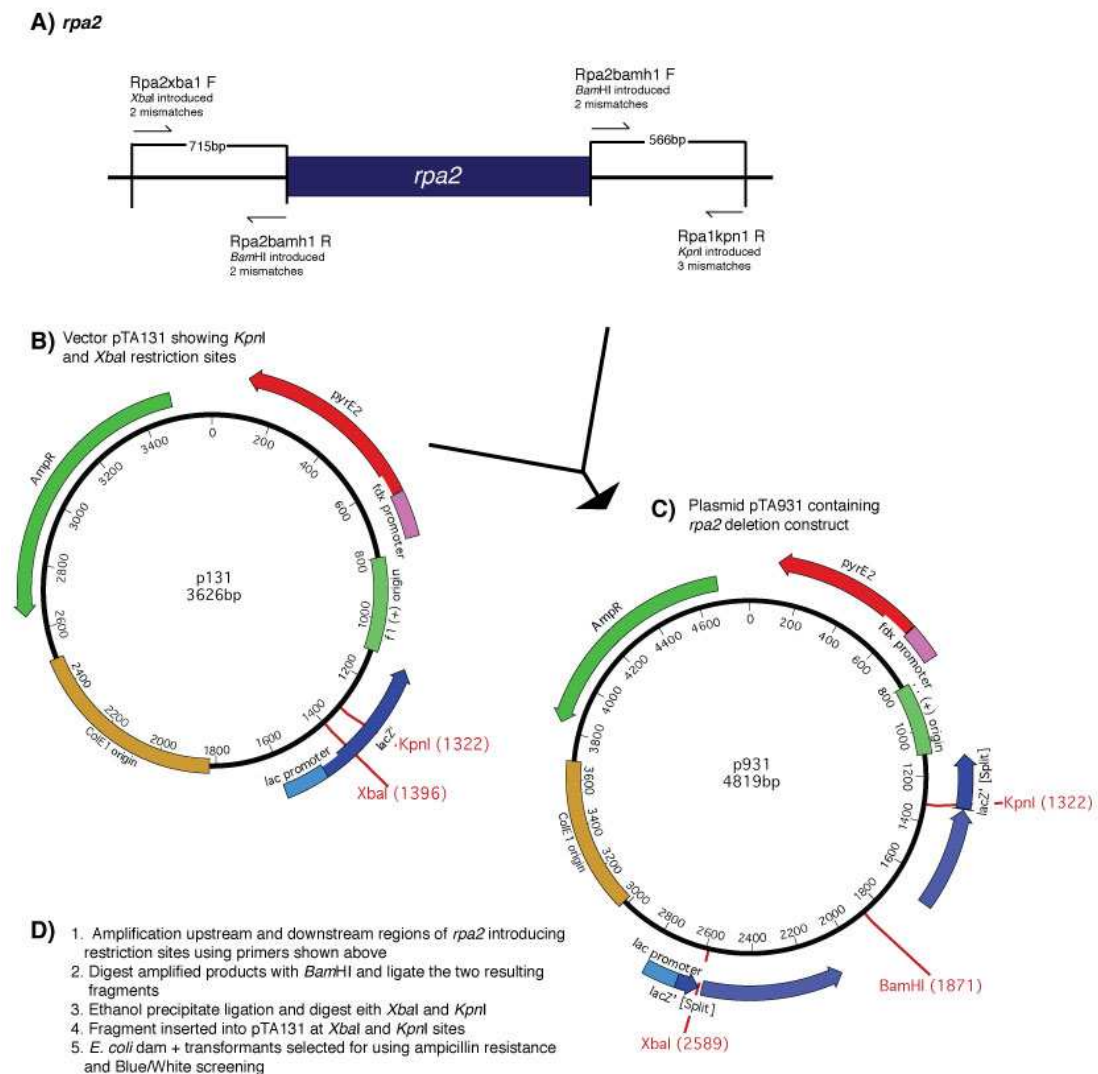 A) rpa2
Rpa2xba1 F
XbaI introduced
2 mismatches
Rpa2bamh1 F
BamHI introduced
2 mismatches
715bp
566bp
rpa2
Rpa2bamh1 R
BamHI introduced
2 mismatches
Rpa1kpn1 R
KpnI introduced
3 mismatches
B) Vector pTA131 showing KpnI
and XbaI restriction sites
pyrE2
AmpR
fdx promoter
f1 (+) origin
lacZ'
lac promoter
ColE1 origin
0
200
400
600
800
1000
1200
1400
1600
1800
2000
2200
2400
2600
2800
3000
3200
3400
p131
3626bp
KpnI (1322)
XbaI (1396)
C) Plasmid pTA931 containing
rpa2 deletion construct
pyrE2
AmpR
fdx promoter
.. (+) origin
lacZ' [Split]
ColE1 origin
lac promoter
lacZ' [Split]
0
200
400
600
800
1000
1200
1400
1600
1800
2000
2200
2400
2600
2800
3000
3200
3400
3600
3800
4000
4200
4400
4600
p931
4819bp
KpnI (1322)
BamHI (1871)
XbaI (2589)
D) 1. Amplification upstream and downstream regions of rpa2 introducing
restriction sites using primers shown above
2. Digest amplified products with BamHI and ligate the two resulting
fragments
3. Ethanol precipitate ligation and digest eith XbaI and KpnI
4. Fragment inserted into pTA131 at XbaI and KpnI sites
5. E. coli dam + transformants selected for using ampicillin resistance
and Blue/White screening